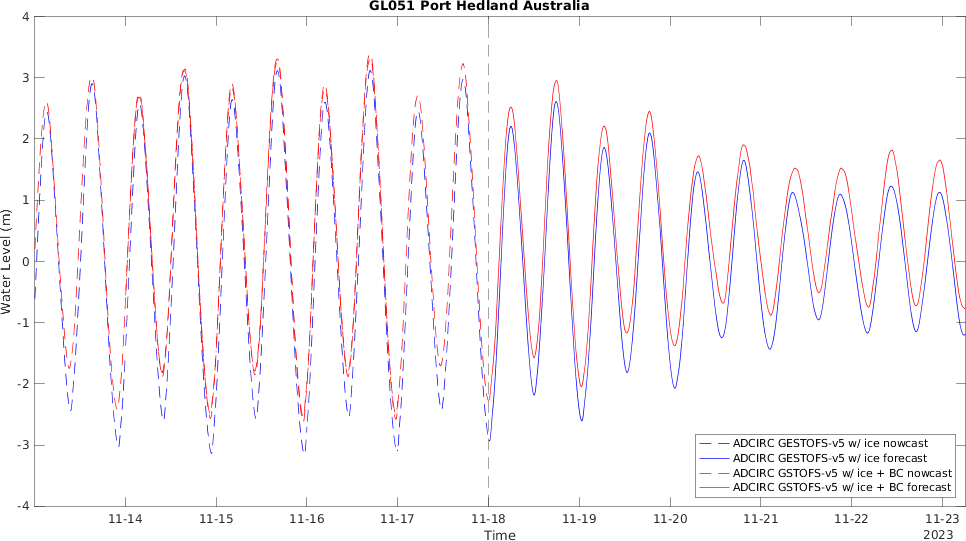 GL051 Port Hedland Australia
4
3
2
1
0
-1
-2
-3
-4
Water Level (m)
ADCIRC GESTOFS-v5 w/ ice nowcast
ADCIRC GESTOFS-v5 w/ ice forecast
ADCIRC GSTOFS-v5 w/ ice + BC nowcast
ADCIRC GSTOFS-v5 w/ ice + BC forecast
11-14 11-15 11-16 11-17 11-18 11-19 11-20 11-21 11-22 11-23
2023
Time